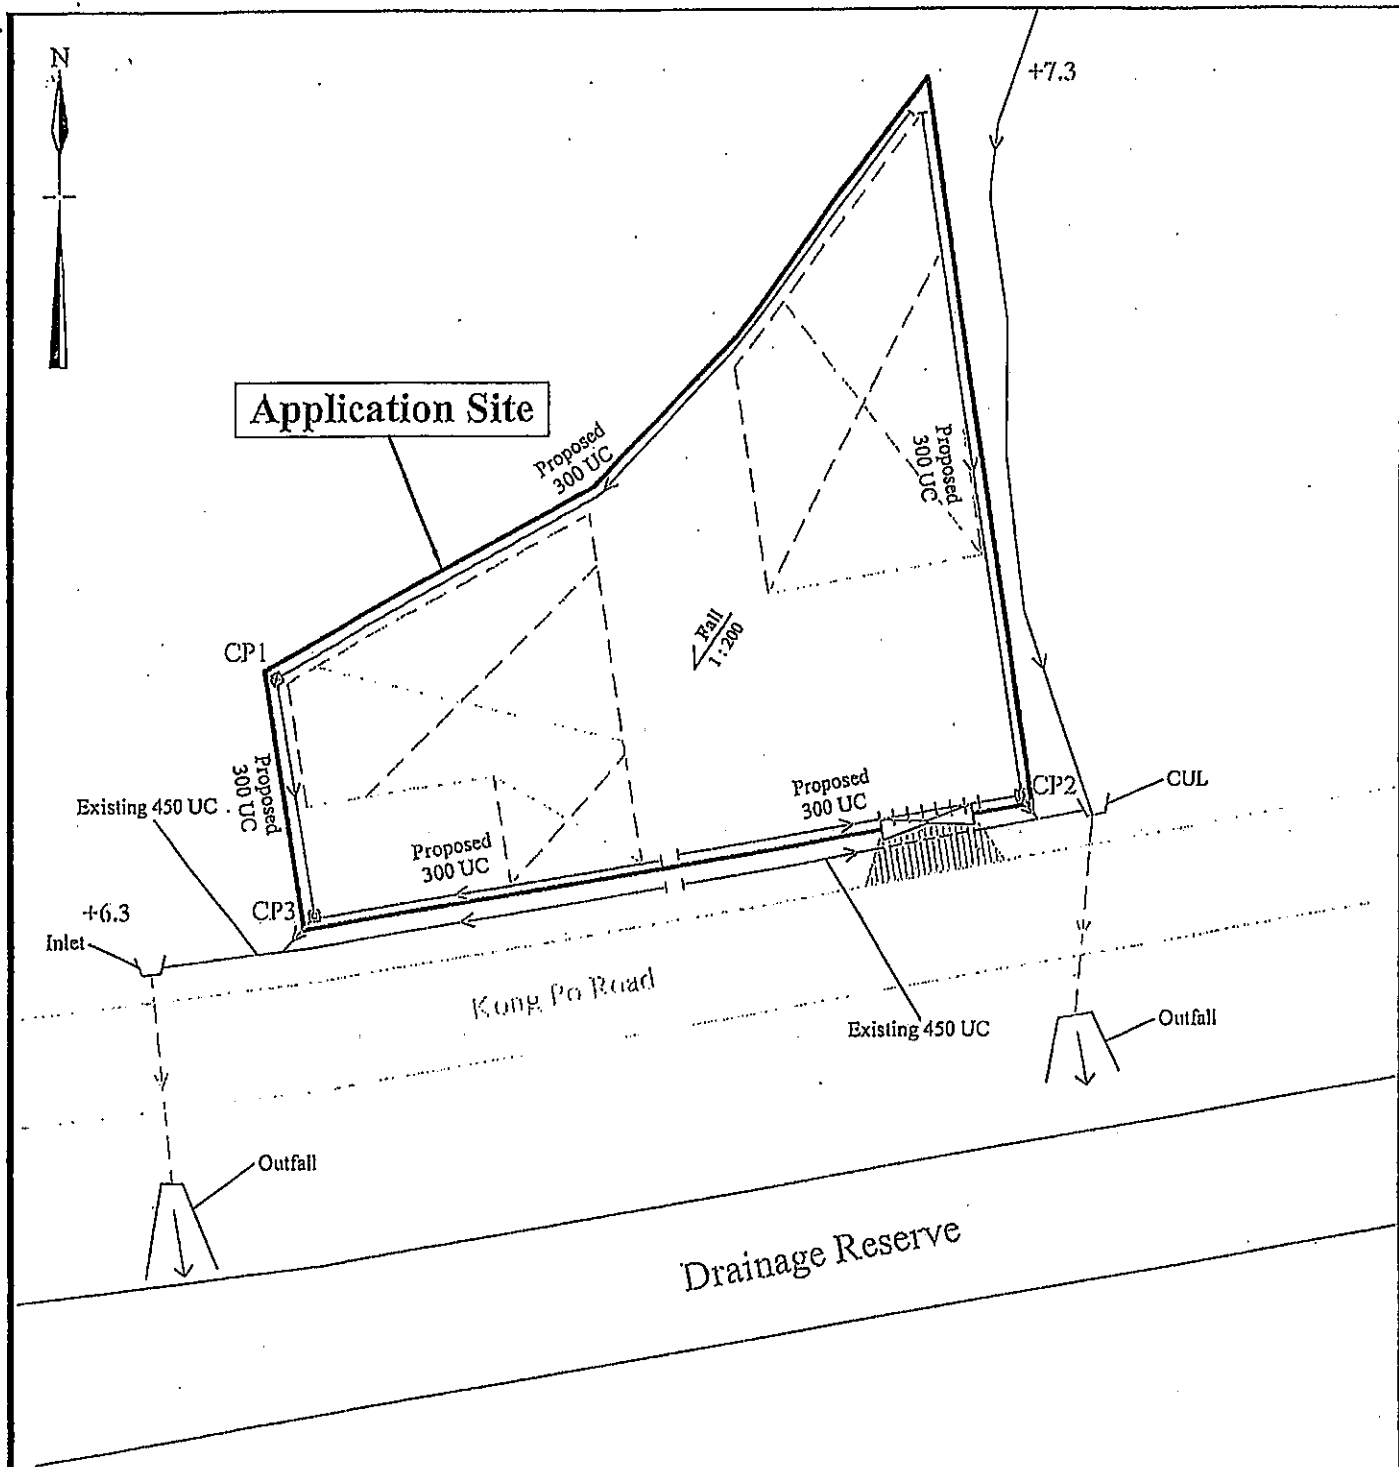 N
+7.3
Application Site
Proposed
300 UC
Proposed
300 UC
Fall
1:200
CP1
Proposed
300 UC
Existing 450 UC
Proposed
300 UC
CP2
CUL
Proposed
300 UC
CP3
+6.3
Inlet
Kong Po Road
Existing 450 UC
Outfall
Outfall
Drainage Reserve